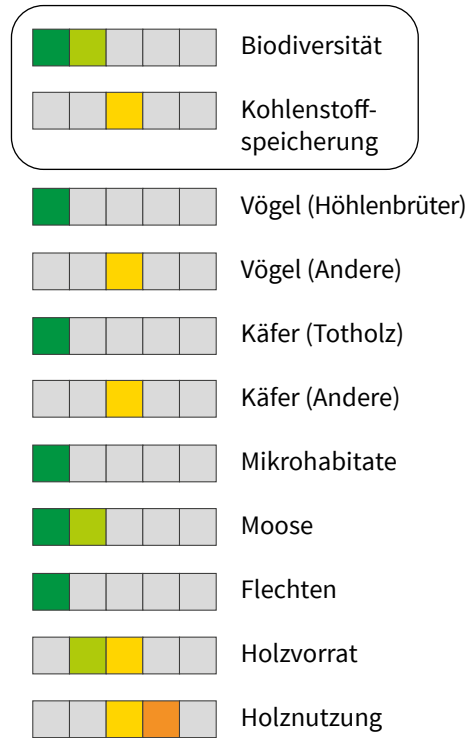 Biodiversität
Kohlenstoff-
speicherung
Vögel (Höhlenbrüter)
Vögel (Andere)
Käfer (Totholz)
Käfer (Andere)
Mikrohabitate
Moose
Flechten
Holzvorrat
Holznutzung